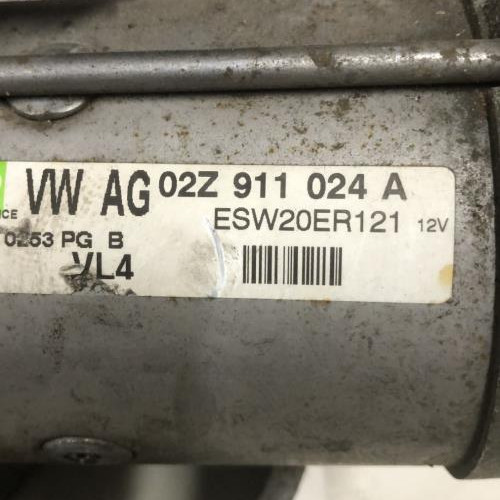 VW AG 02Z 911 024 A
ESW20ER121 12V
0253 PG B
VL4